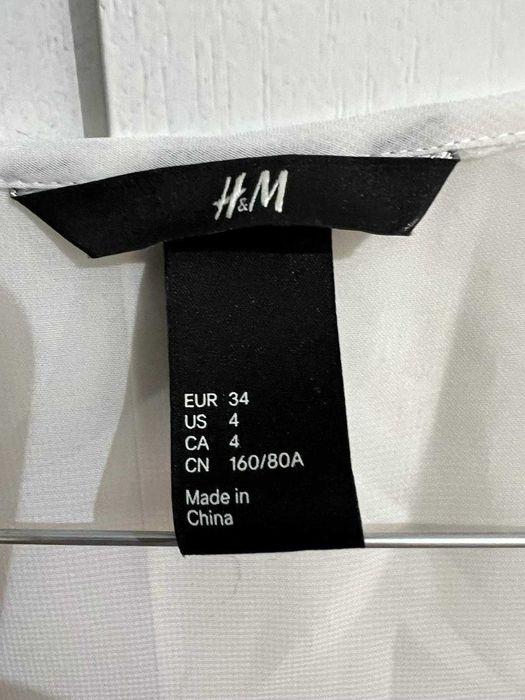 H&M
EUR 34
US 4
CA 4
CN 160/80A
Made in
China